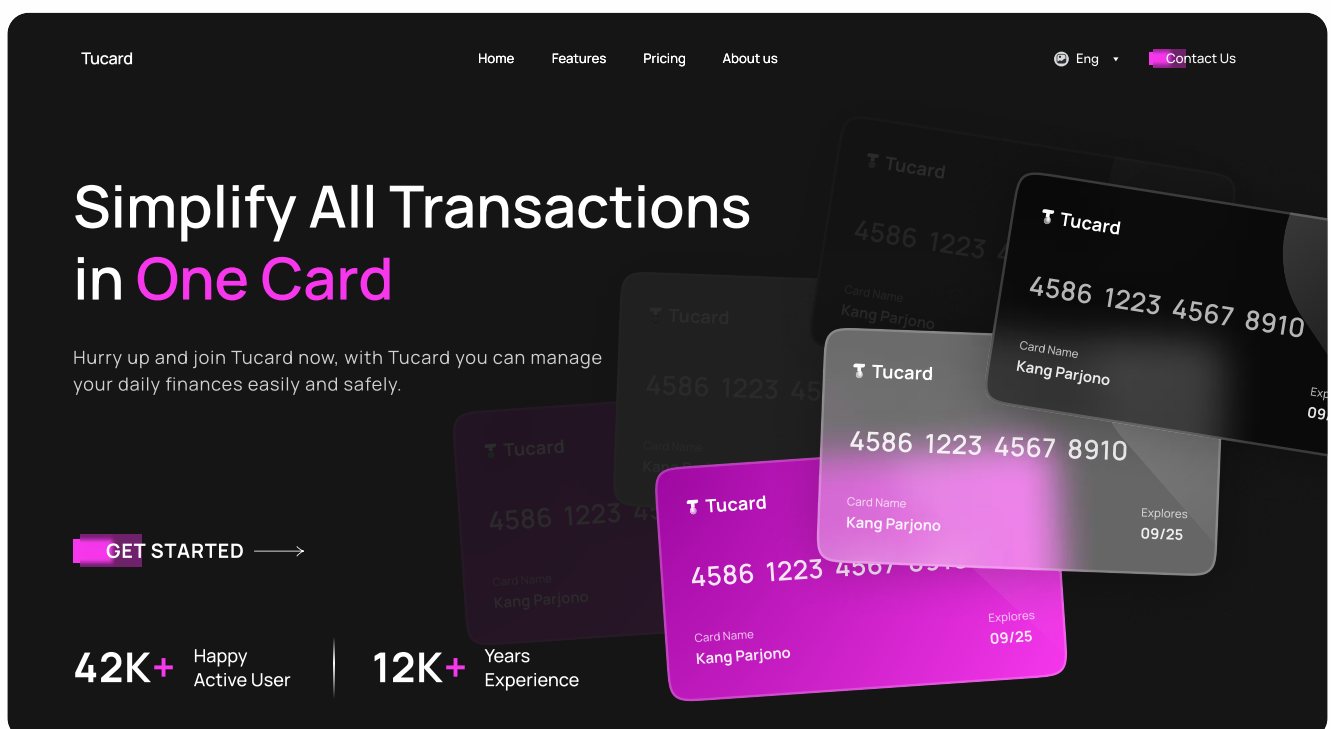 Tucard
Home Features Pricing About us
Eng
Contact Us
Simplify All Transactions
in One Card
Hurry up and join Tucard now, with Tucard you can manage
your daily finances easily and safely.
GET STARTED
42K+
Happy
Active User
12K+
Years
Experience
Tucard
4586 1223
Card Name
Kang Parjono
Tucard
4586 1223 4567 8910
Card Name
Kang Parjono
09/
Tucard
4586 1223 45
Card Name
Kang
Tucard
4586 1223 4567 8910
Card Name
Kang Parjono
Explores
09/25
Tucard
4586 1223 45
Card Name
Kang Parjono
Tucard
4586 1223 4567
Card Name
Kang Parjono
Explores
09/25